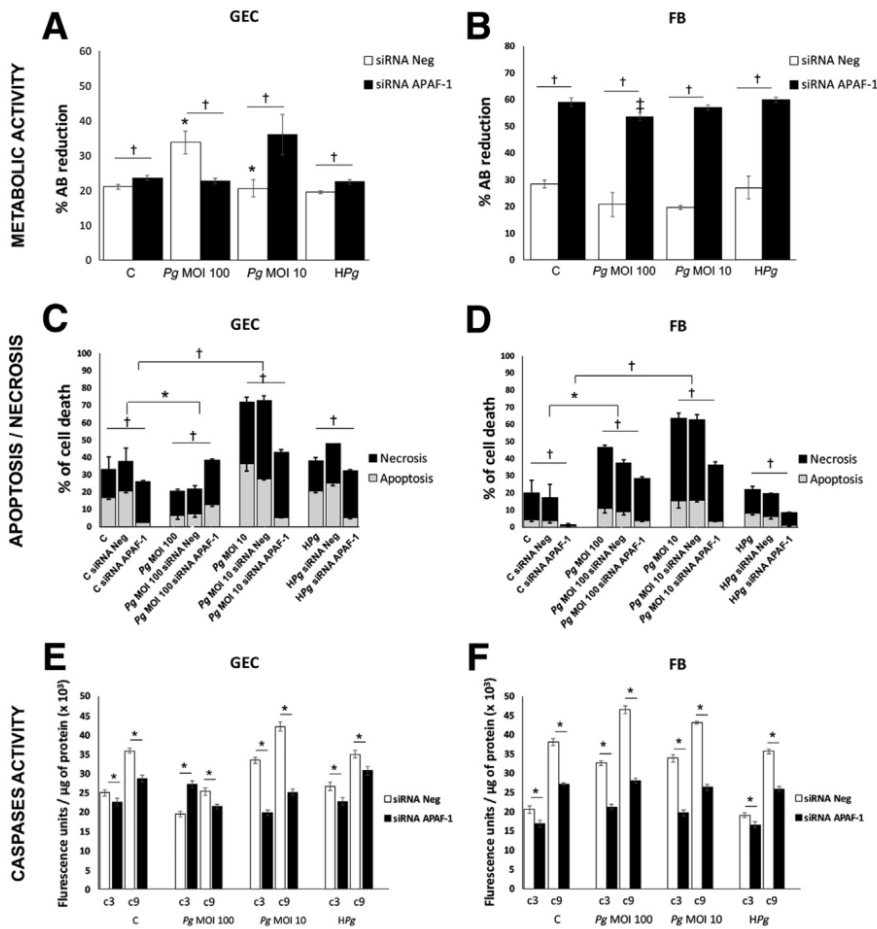 METABOLIC ACTIVITY
A
GEC
% AB reduction
60
50
40
30
20
10
0
†
*
†
*
†
†
C
Pg MOI 100
Pg MOI 10
HPg
siRNA Neg
siRNA APAF-1
B
FB
% AB reduction
80
70
60
50
40
30
20
10
0
†
†
‡
†
†
C
Pg MOI 100
Pg MOI 10
HPg
siRNA Neg
siRNA APAF-1
APOPTOSIS / NECROSIS
C
GEC
% of cell death
100
90
80
70
60
50
40
30
20
10
0
†
*
†
†
†
†
C
C siRNA Neg
C siRNA APAF-1
Pg MOI 100
Pg MOI 100 siRNA Neg
Pg MOI 100 siRNA APAF-1
Pg MOI 10
Pg MOI 10 siRNA Neg
Pg MOI 10 siRNA APAF-1
HPg
HPg siRNA Neg
HPg siRNA APAF-1
Necrosis
Apoptosis
D
FB
% of cell death
100
90
80
70
60
50
40
30
20
10
0
†
*
†
†
†
†
C
C siRNA Neg
C siRNA APAF-1
Pg MOI 100
Pg MOI 100 siRNA Neg
Pg MOI 100 siRNA APAF-1
Pg MOI 10
Pg MOI 10 siRNA Neg
Pg MOI 10 siRNA APAF-1
HPg
HPg siRNA Neg
HPg siRNA APAF-1
Necrosis
Apoptosis
CASPASES ACTIVITY
E
GEC
Flurescence units / µg of protein (x 10³)
50
45
40
35
30
25
20
15
10
5
0
* * * * * * * *
c3 c9 c3 c9 c3 c9 c3 c9
C
Pg MOI 100
Pg MOI 10
HPg
siRNA Neg
siRNA APAF-1
F
FB
Flurescence units / µg of protein (x 10³)
50
45
40
35
30
25
20
15
10
5
0
* * * * * * * *
c3 c9 c3 c9 c3 c9 c3 c9
C
Pg MOI 100
Pg MOI 10
HPg
siRNA Neg
siRNA APAF-1